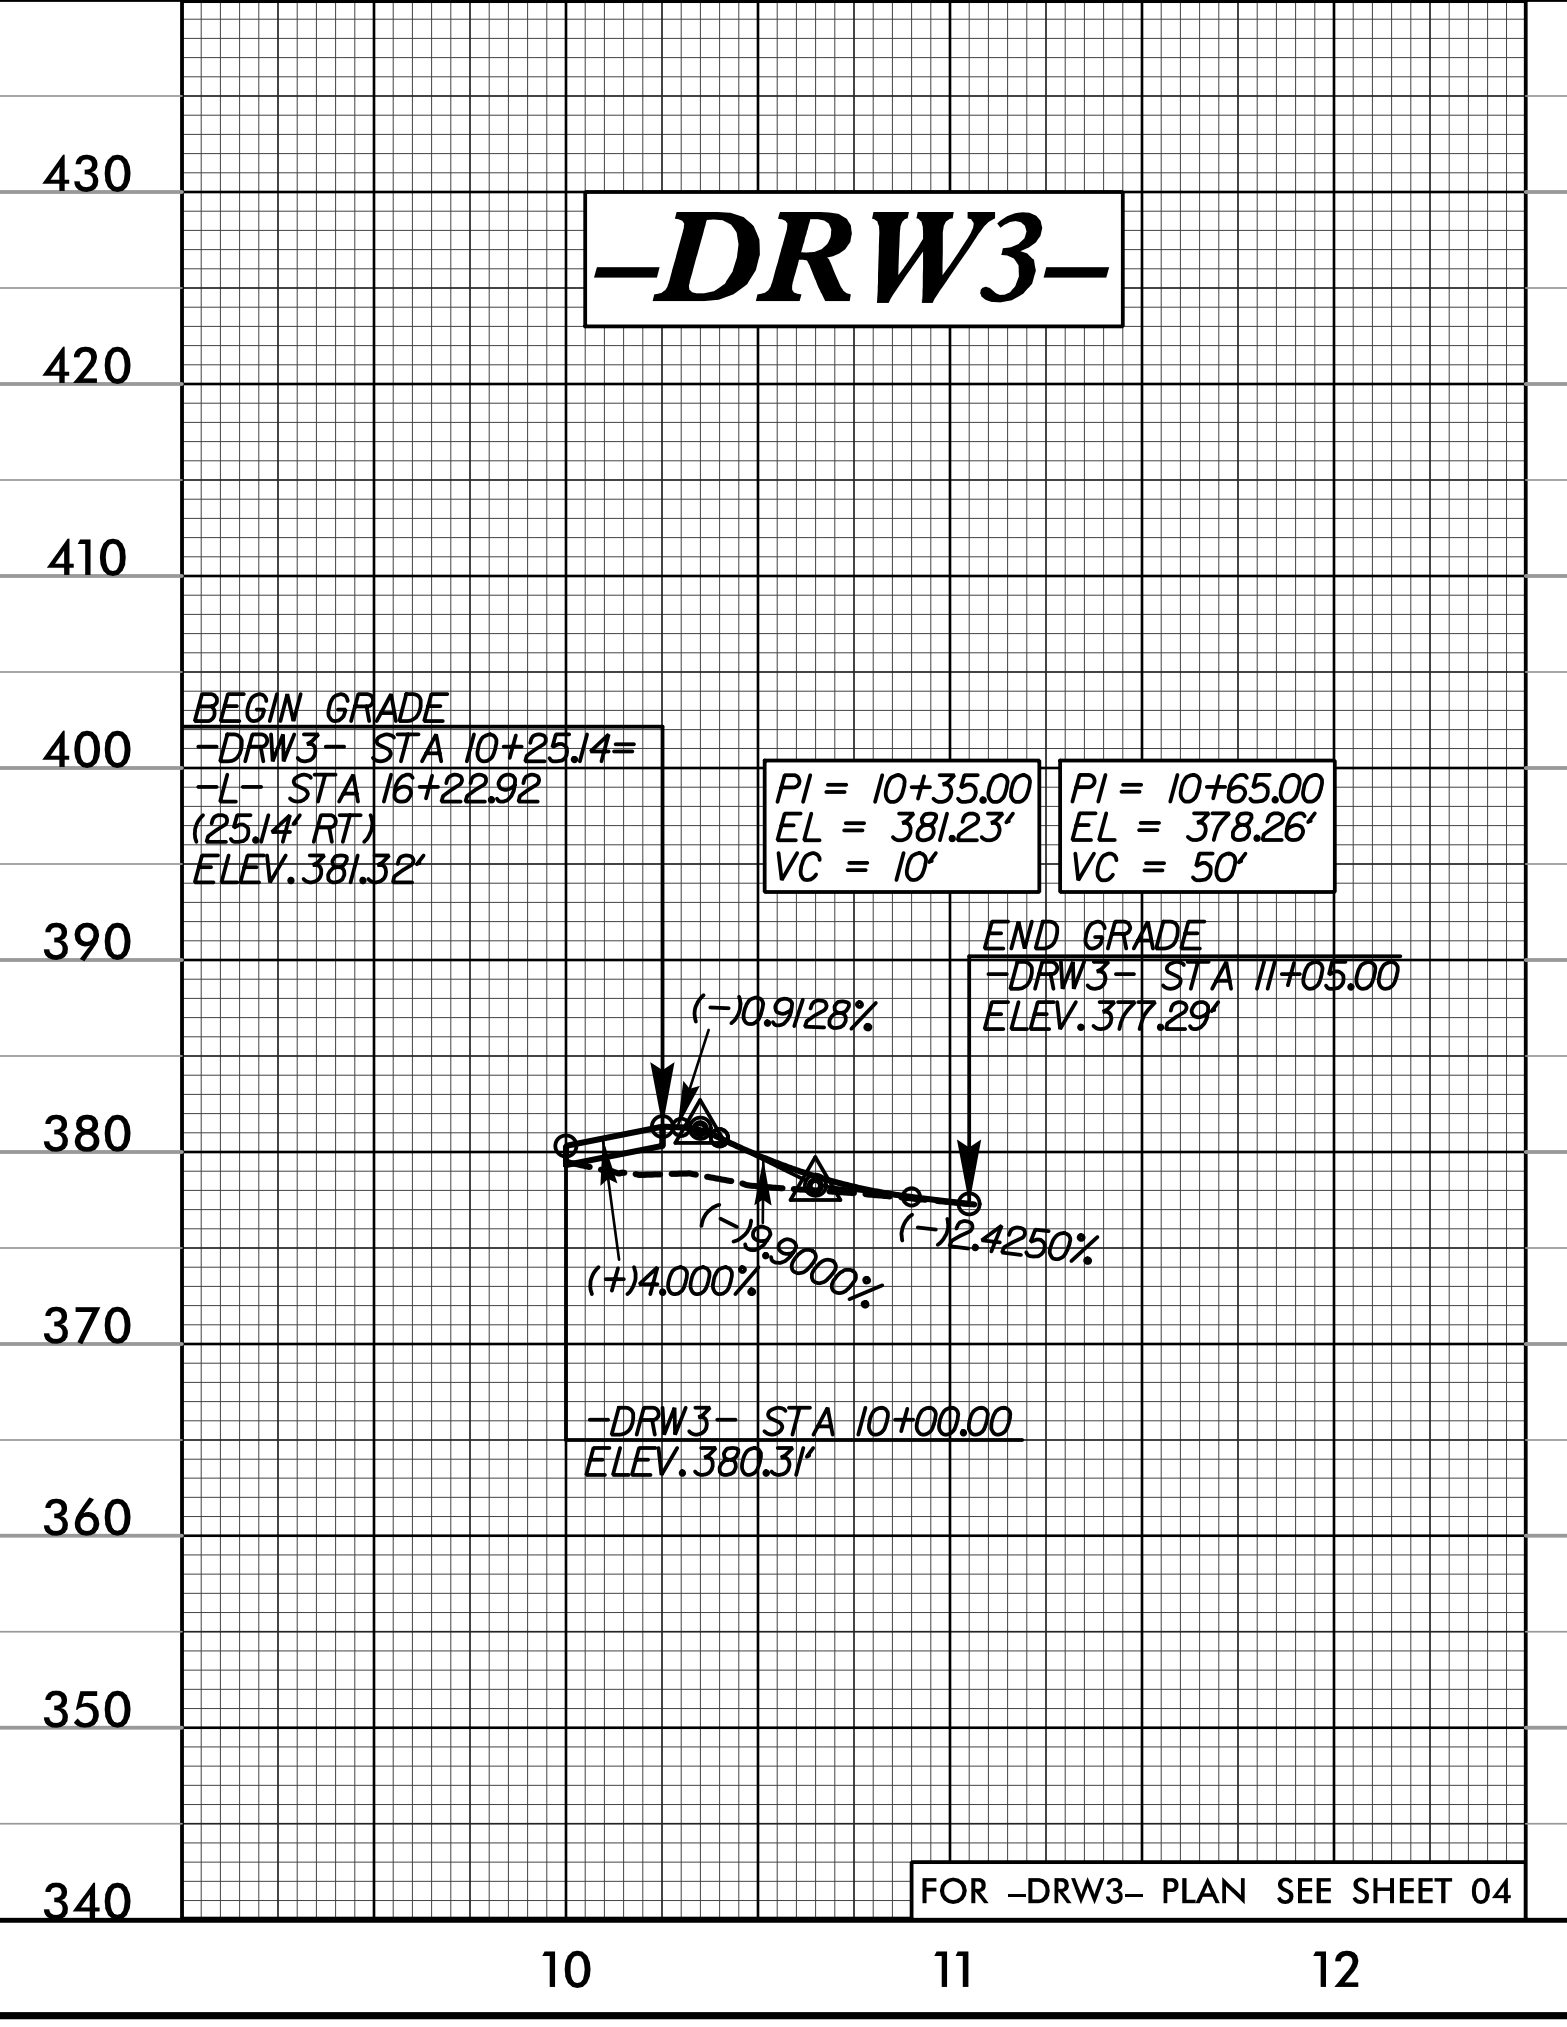 430
–DRW3–
420
410
BEGIN GRADE
-DRW3- STA 10+25.14=
-L- STA 16+22.92
(25.14' RT)
ELEV. 381.32'
400
PI = 10+35.00
EL = 381.23'
VC = 10'
PI = 10+65.00
EL = 378.26'
VC = 50'
390
END GRADE
-DRW3- STA 11+05.00
ELEV. 377.29'
(-)0.9128%
380
(-)9.9000%
(-)2.4250%
(+)4.000%
370
-DRW3- STA 10+00.00
ELEV. 380.31'
360
350
340
FOR –DRW3– PLAN SEE SHEET 04
10 11 12